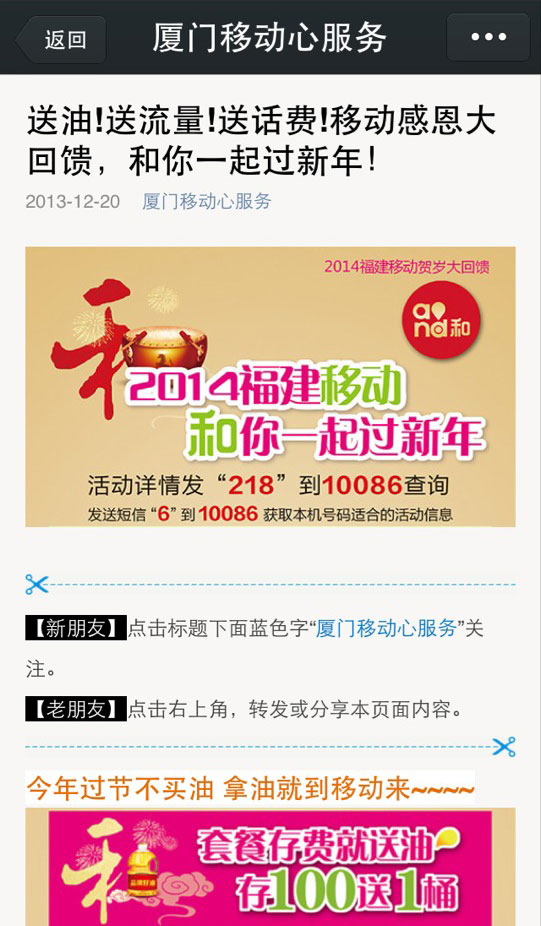 返回
厦门移动心服务
送油!送流量!送话费!移动感恩大
回馈，和你一起过新年！
2013-12-20 厦门移动心服务
2014福建移动贺岁大回馈
和
and和
2014福建移动
和你一起过新年
活动详情发“218”到10086查询
发送短信“6”到10086 获取本机号码适合的活动信息
【新朋友】点击标题下面蓝色字“厦门移动心服务”关
注。
【老朋友】点击右上角，转发或分享本页面内容。
今年过节不买油 拿油就到移动来~~~~
和
品牌好油
套餐存费就送油
存100送1桶